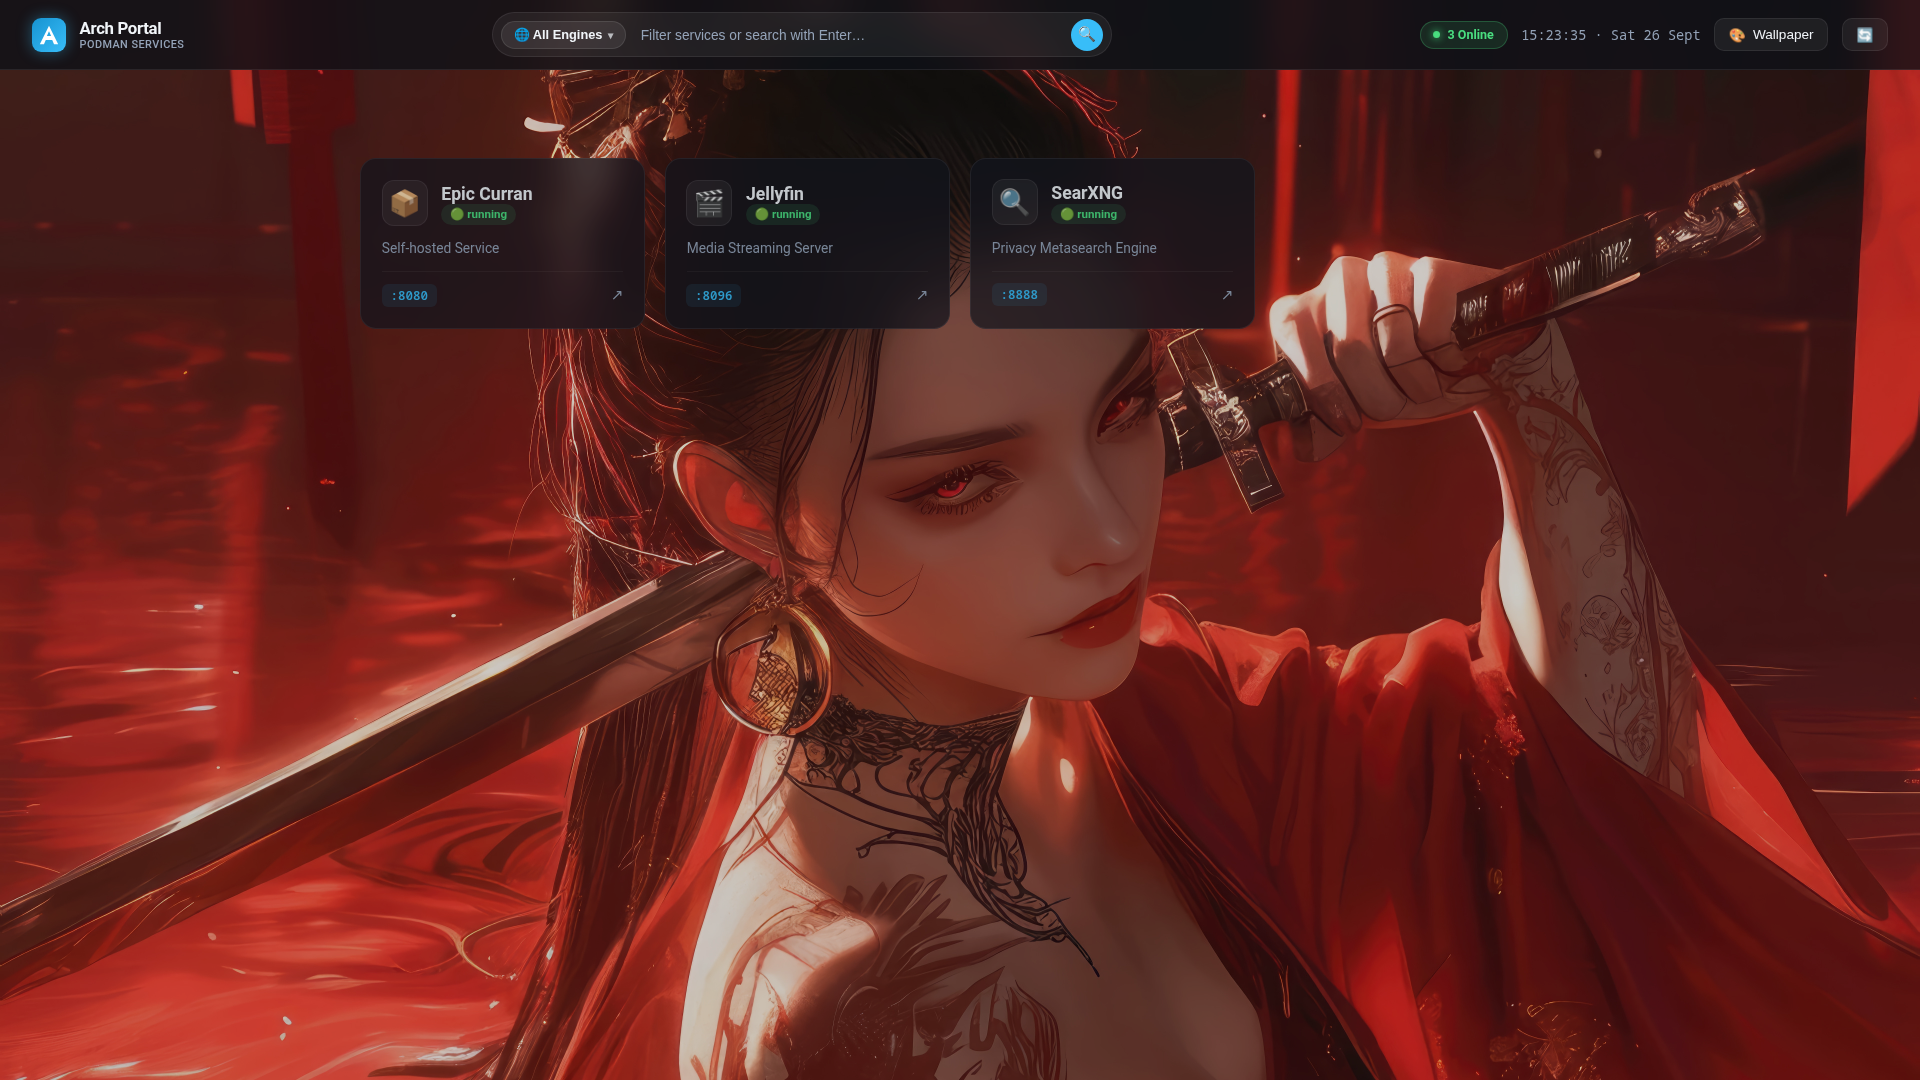 Arch Portal
PODMAN SERVICES
All Engines
Filter services or search with Enter…
3 Online
15:23:35 · Sat 26 Sept
Wallpaper
Epic Curran
running
Self-hosted Service
:8080
Jellyfin
running
Media Streaming Server
:8096
SearXNG
running
Privacy Metasearch Engine
:8888